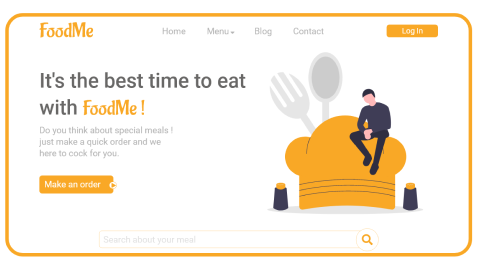 FoodMe
Home Menu Blog Contact
Log In
It's the best time to eat
with FoodMe !
Do you think about special meals !
just make a quick order and we
here to cook for you.
Make an order
Search about your meal